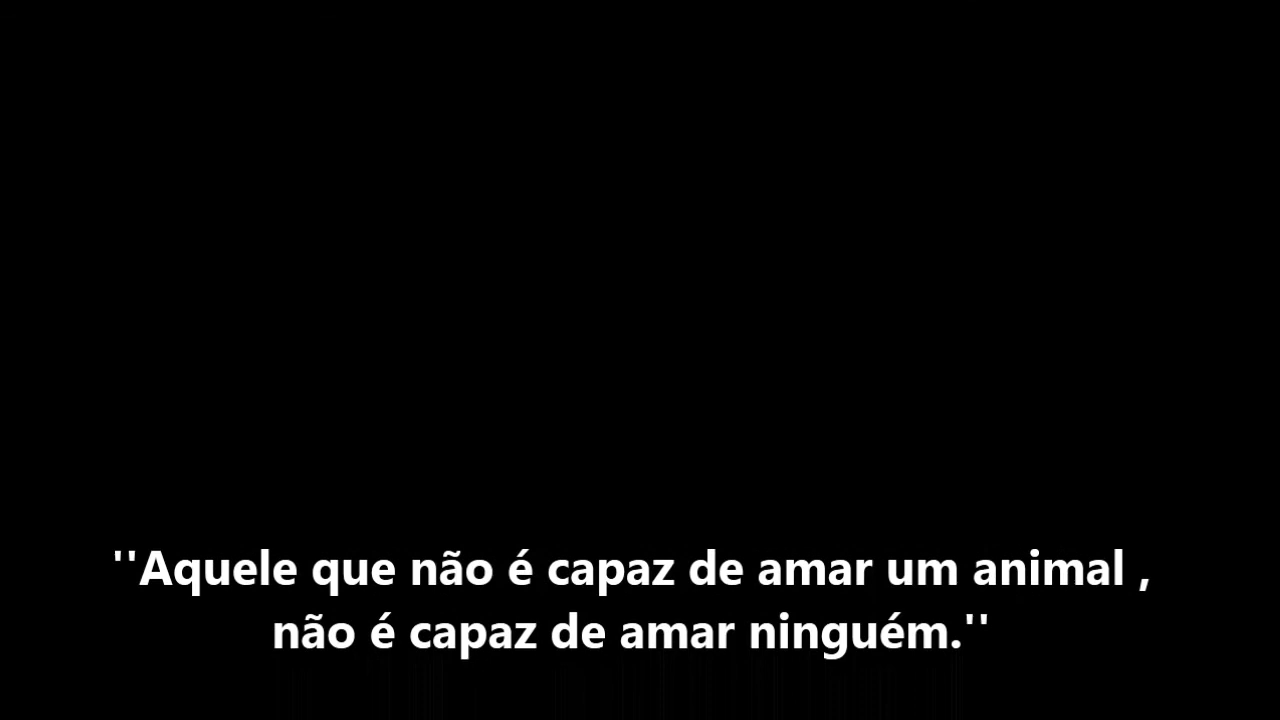 ''Aquele que não é capaz de amar um animal ,
não é capaz de amar ninguém.''